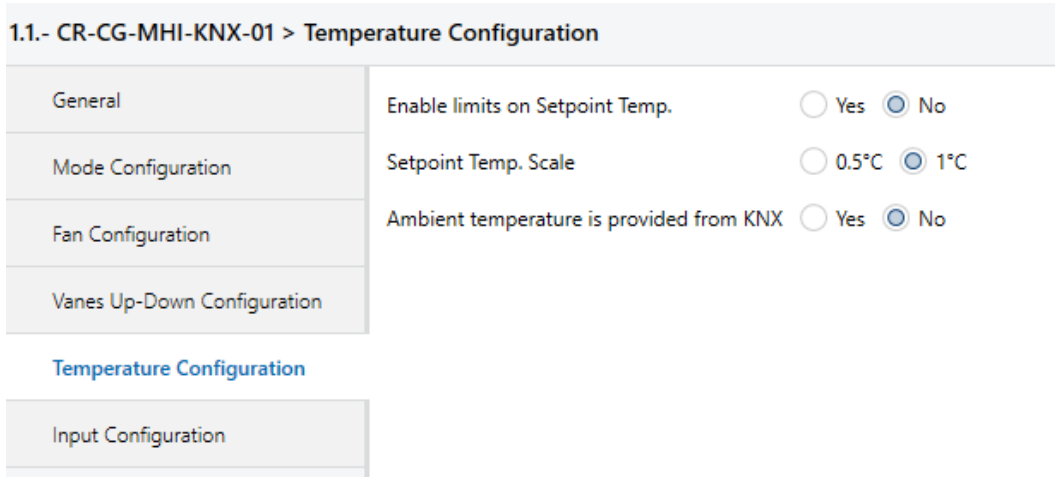 1.1.- CR-CG-MHI-KNX-01 > Temperature Configuration
General
Mode Configuration
Fan Configuration
Vanes Up-Down Configuration
Temperature Configuration
Input Configuration
Enable limits on Setpoint Temp. Yes No
Setpoint Temp. Scale 0.5°C 1°C
Ambient temperature is provided from KNX Yes No